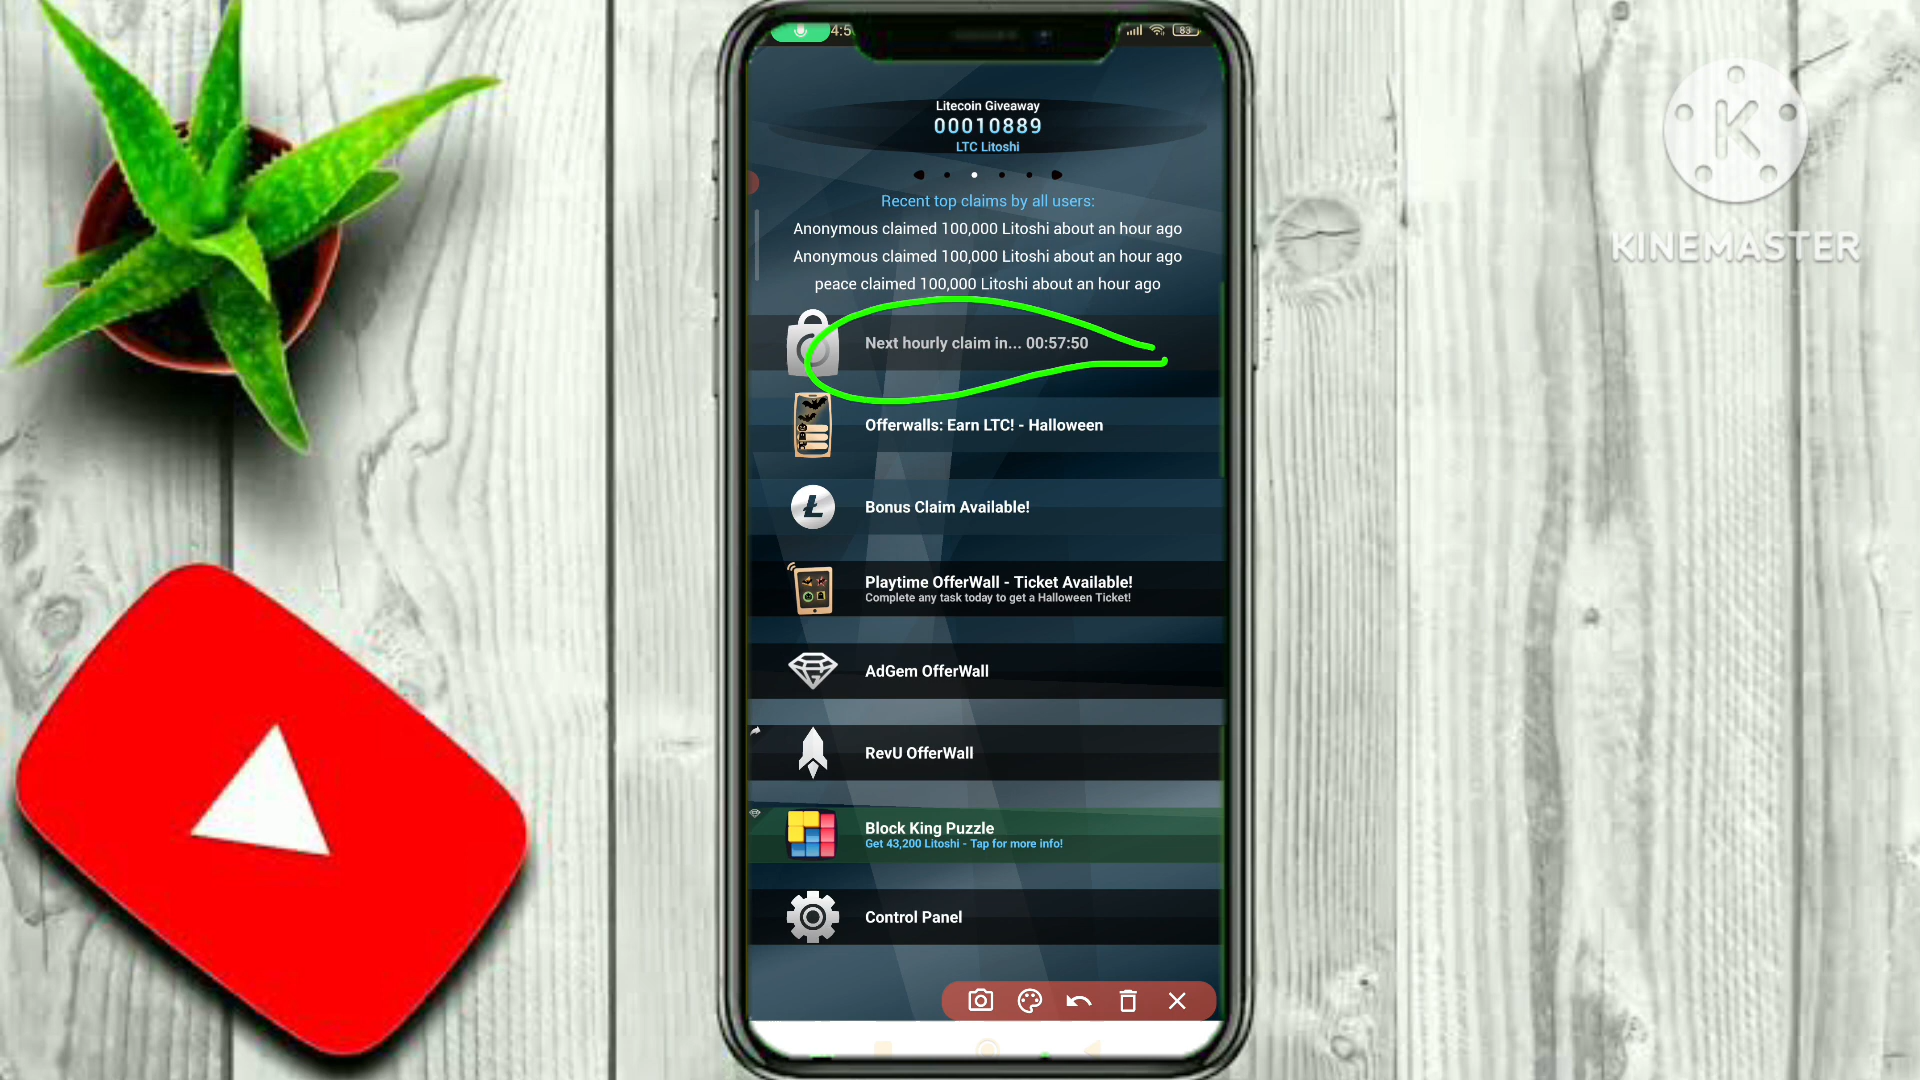 4:5
83
Litecoin Giveaway
00010889
LTC Litoshi
Recent top claims by all users:
Anonymous claimed 100,000 Litoshi about an hour ago
Anonymous claimed 100,000 Litoshi about an hour ago
peace claimed 100,000 Litoshi about an hour ago
Next hourly claim in... 00:57:50
Offerwalls: Earn LTC! - Halloween
Bonus Claim Available!
Playtime OfferWall - Ticket Available!
Complete any task today to get a Halloween Ticket!
AdGem OfferWall
RevU OfferWall
Block King Puzzle
Get 43,200 Litoshi - Tap for more info!
Control Panel
K
KINEMASTER